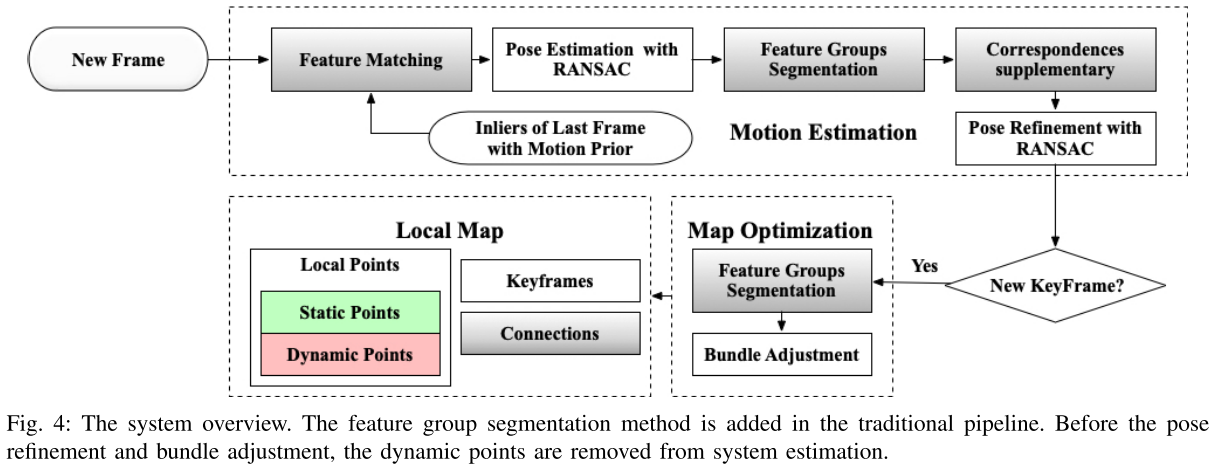 New Frame
Feature Matching
Pose Estimation with
RANSAC
Feature Groups
Segmentation
Correspondences
supplementary
Inliers of Last Frame
with Motion Prior
Motion Estimation
Pose Refinement with
RANSAC
Local Map
Local Points
Static Points
Dynamic Points
Keyframes
Connections
Map Optimization
Feature Groups
Segmentation
Bundle Adjustment
Yes
New KeyFrame?
Fig. 4: The system overview. The feature group segmentation method is added in the traditional pipeline. Before the pose
refinement and bundle adjustment, the dynamic points are removed from system estimation.